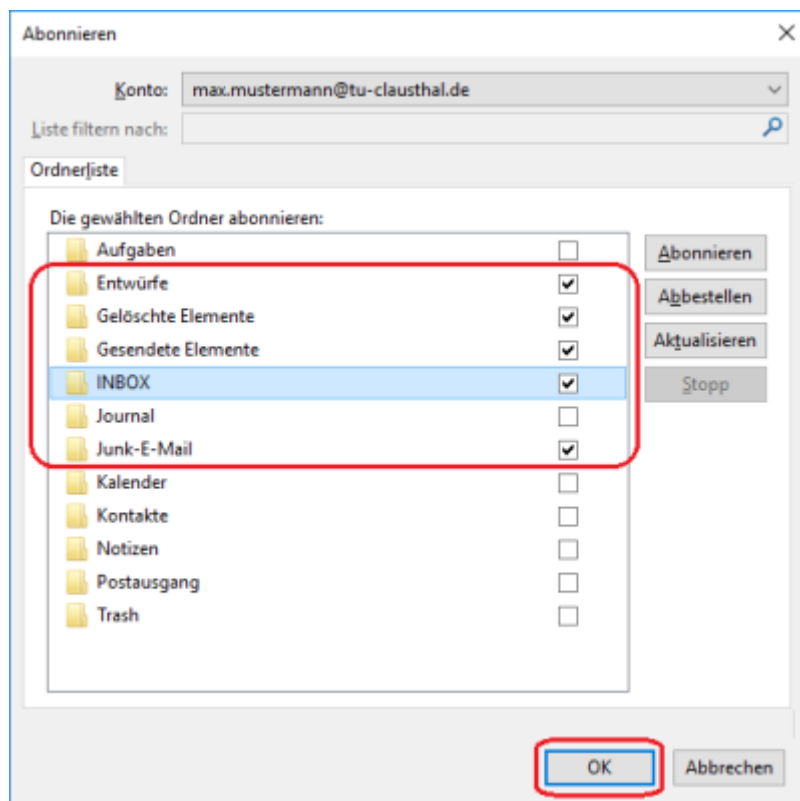 Abonnieren
Konto: max.mustermann@tu-clausthal.de
Liste filtern nach:
Ordnerliste
Die gewählten Ordner abonnieren:
Aufgaben
Entwürfe
Gelöschte Elemente
Gesendete Elemente
INBOX
Journal
Junk-E-Mail
Kalender
Kontakte
Notizen
Postausgang
Trash
Abonnieren
Abbestellen
Aktualisieren
Stopp
OK Abbrechen